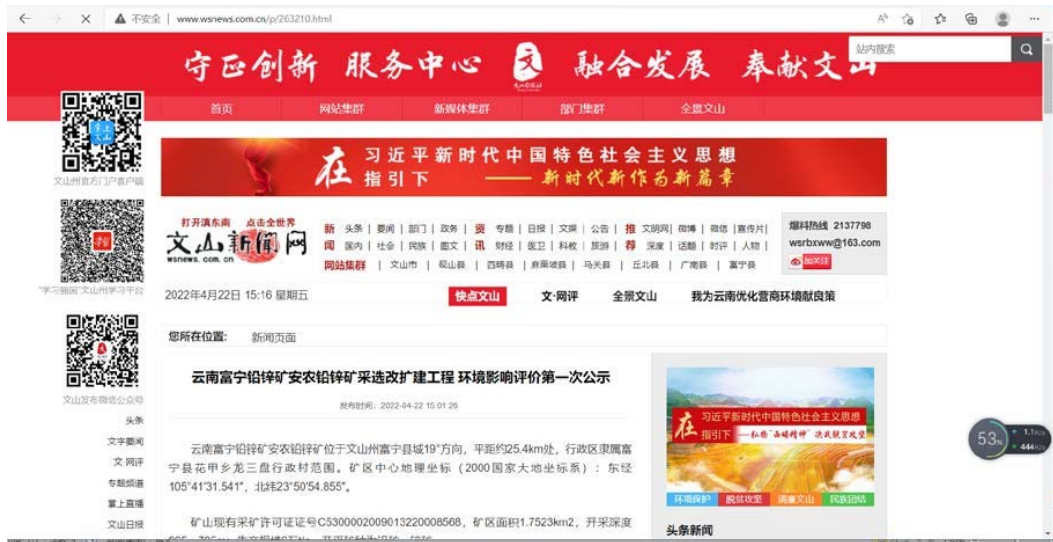 不安全 | www.wsnews.com.cn/p/263210.html
守正创新 服务中心 文 融合发展 奉献文山
站内搜索
首页 网站集群 新媒体集群 部门集群 全景文山
掌上文山
文山州官方门户客户端
在 习近平新时代中国特色社会主义思想
指引下 —— 新时代新作为新篇章
打开滇东南 点击全世界
文山新闻网
wsnews.com.cn
新 头条 | 要闻 | 部门 | 政务 | 资 专题 | 日报 | 文娱 | 公告 | 推 文明网| 微博 | 微信 |宣传片|
闻 国内 | 社会 | 民族 | 图文 | 讯 财经 | 医卫 | 科教 | 旅游 | 荐 深度 | 话题 | 时评 | 人物 |
网站集群 | 文山市 | 砚山县 | 西畴县 | 麻栗坡县 | 马关县 | 丘北县 | 广南县 | 富宁县
爆料热线 2137798
wsrbxww@163.com
加关注
"学习强国"文山州学习平台
2022年4月22日 15:16 星期五
快点文山 文·网评 全景文山 我为云南优化营商环境献良策
您所在位置: 新闻页面
云南富宁铅锌矿安农铅锌矿采选改扩建工程 环境影响评价第一次公示
发布时间: 2022-04-22 15:01:26
云南富宁铅锌矿安农铅锌矿位于文山州富宁县城19°方向，平距约25.4km处，行政区隶属富
宁县花甲乡龙三盘行政村范围。矿区中心地理坐标（2000国家大地坐标系）：东经
105°41'31.541"，北纬23°50'54.855"。
矿山现有采矿许可证证号C5300002009013220008568，矿区面积1.7523km2，开采深度
文山发布微信公众号
头条
文字要闻
文 网评
专题频道
掌上直播
文山日报
在 习近平新时代中国特色社会主义思想
指引下
环境保护 脱贫攻坚 清廉文山 民族团结
头条新闻
53%
1.1K/s
444K/s